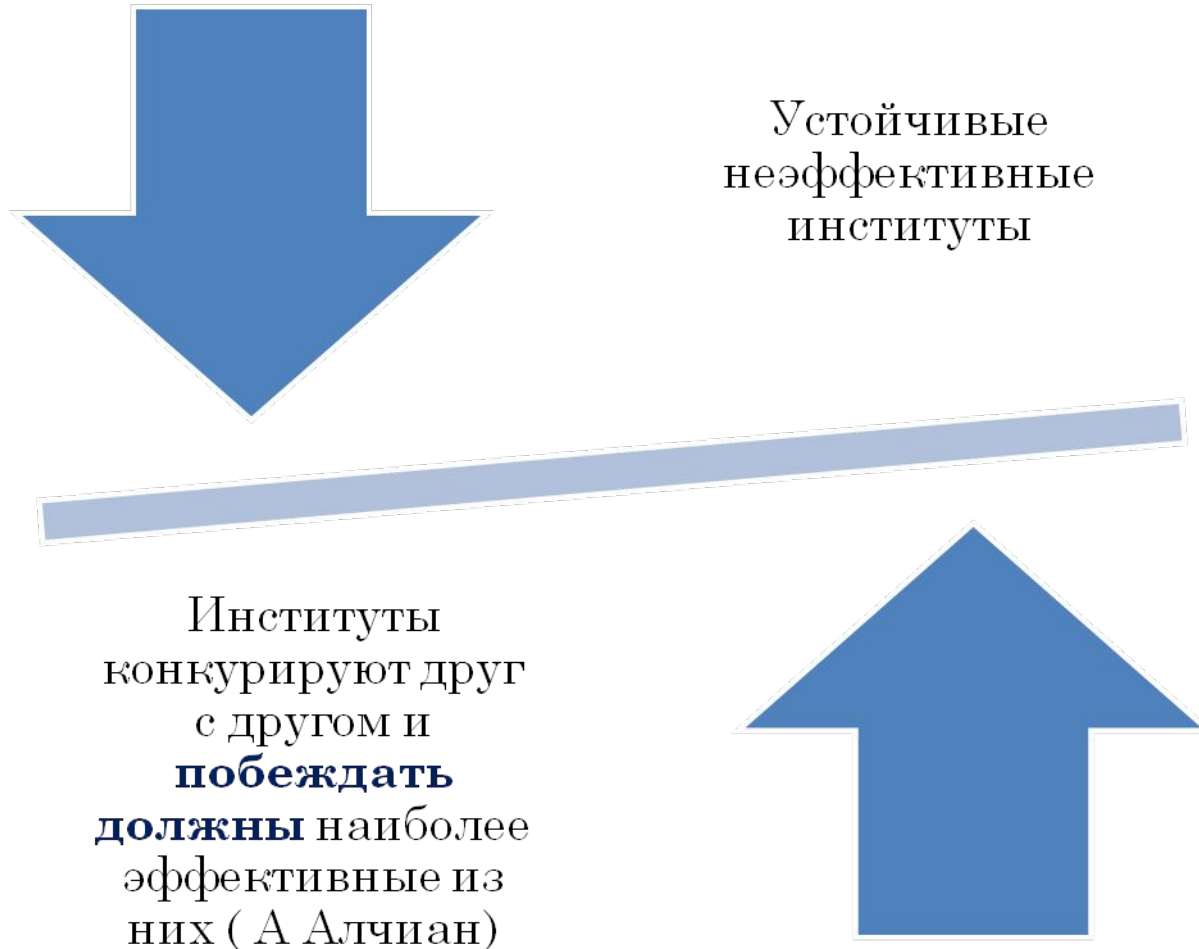 Устойчивые
неэффективные
институты
Институты
конкурируют друг
с другом и
побеждать
должны наиболее
эффективные из
них ( А Алчиан)